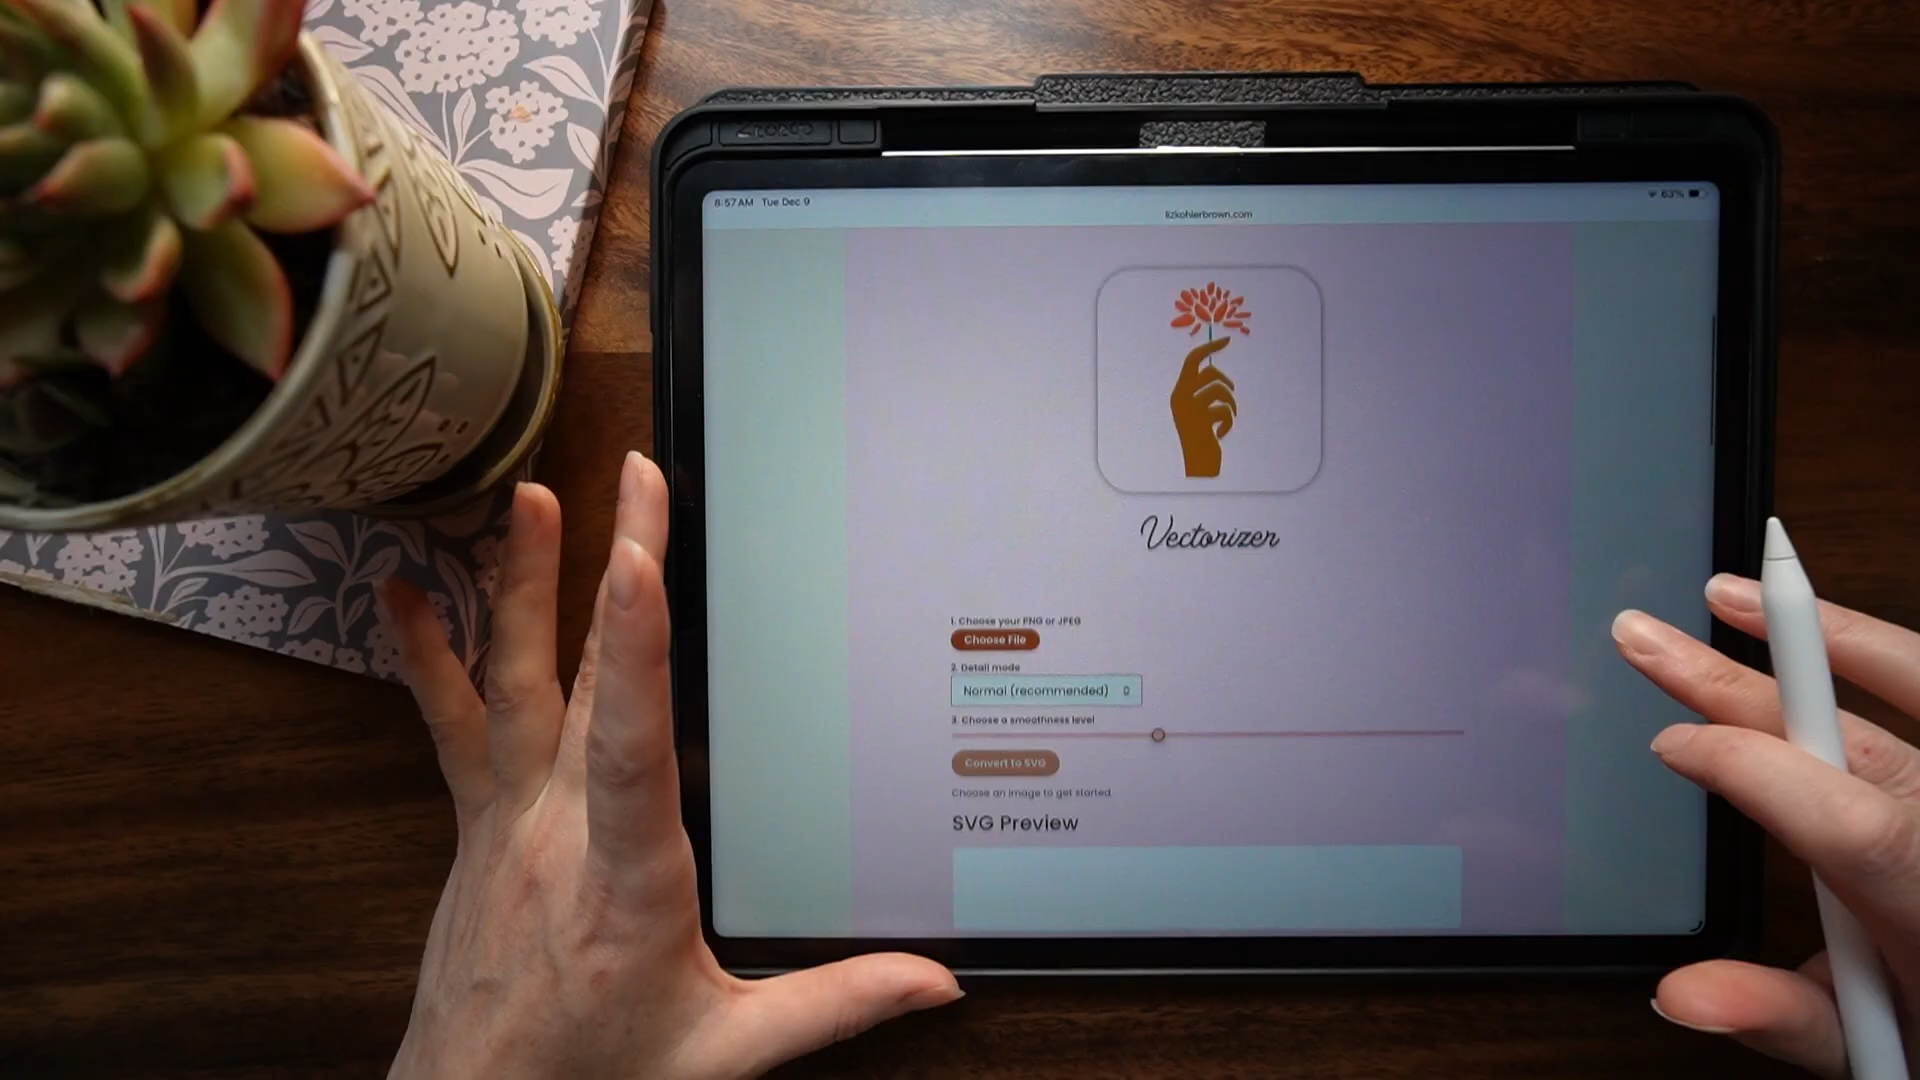 8:57 AM Tue Dec 9
63%
lizkohlerbrown.com
Vectorizer
1. Choose your PNG or JPEG
Choose File
2. Detail mode
Normal (recommended)
3. Choose a smoothness level
Convert to SVG
Choose an image to get started.
SVG Preview